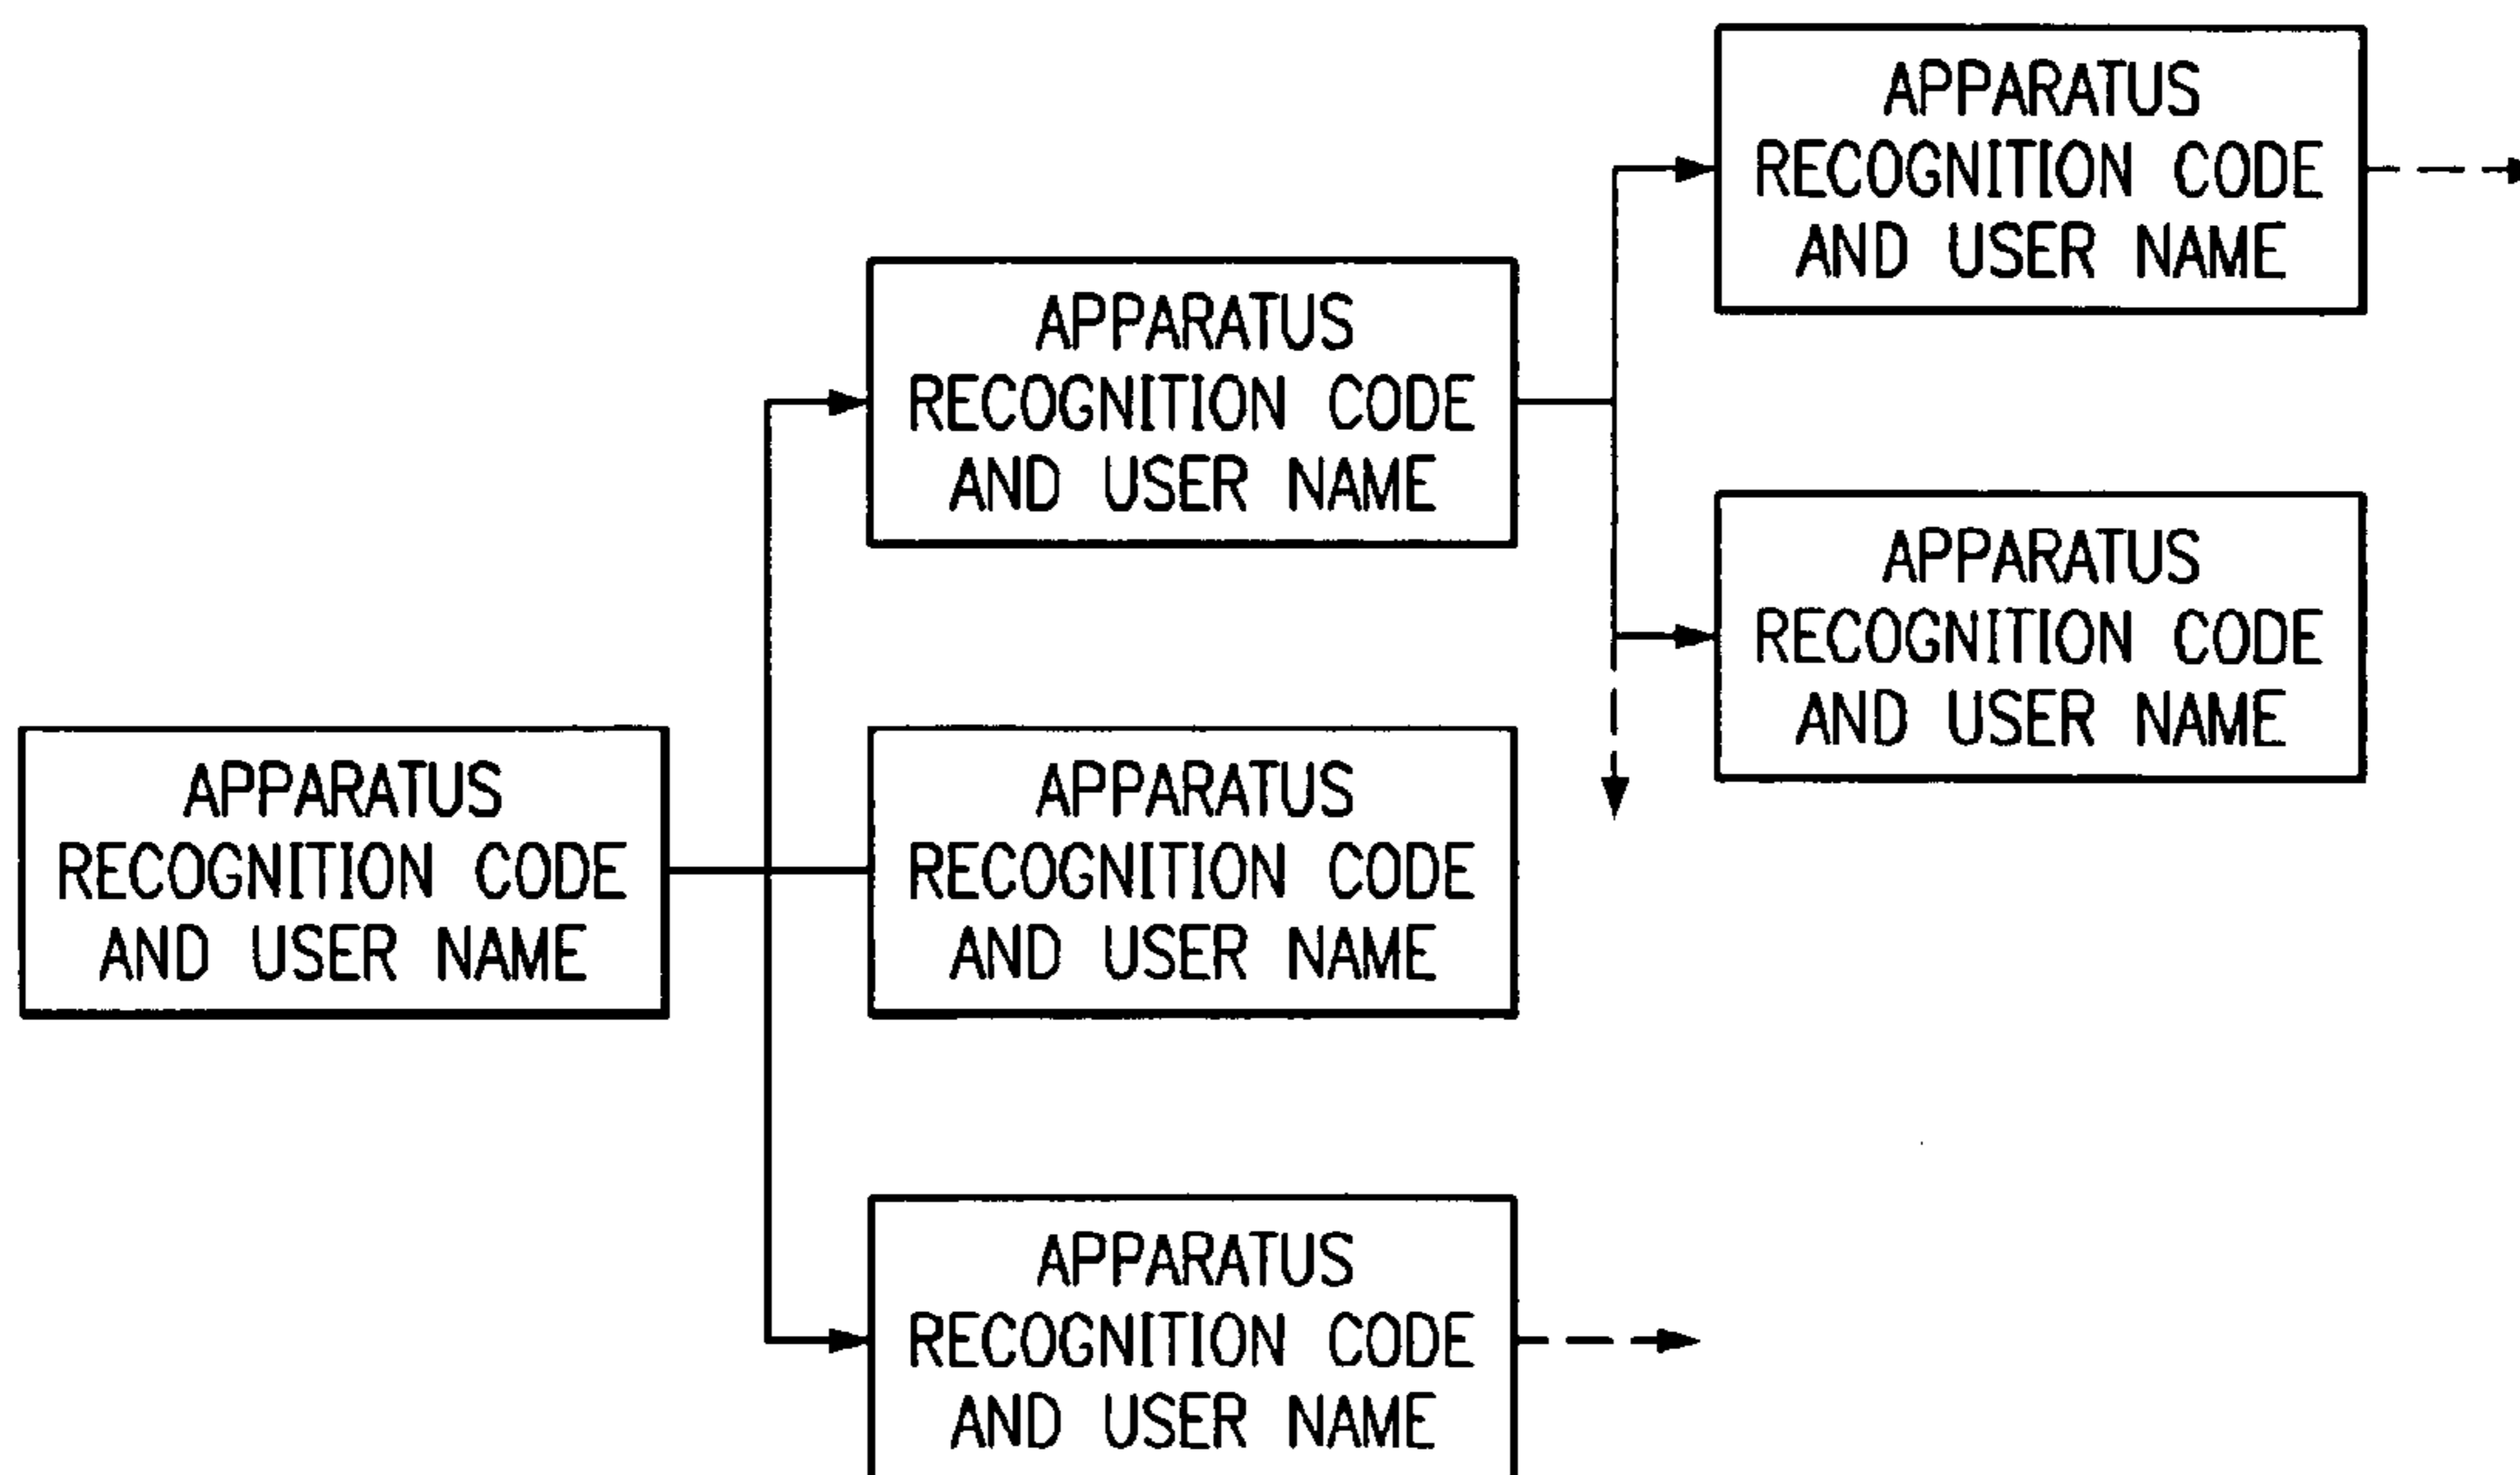 APPARATUS
RECOGNITION CODE
AND USER NAME
APPARATUS
RECOGNITION CODE
AND USER NAME
APPARATUS
RECOGNITION CODE
AND USER NAME
APPARATUS
RECOGNITION CODE
AND USER NAME
APPARATUS
RECOGNITION CODE
AND USER NAME
APPARATUS
RECOGNITION CODE
AND USER NAME